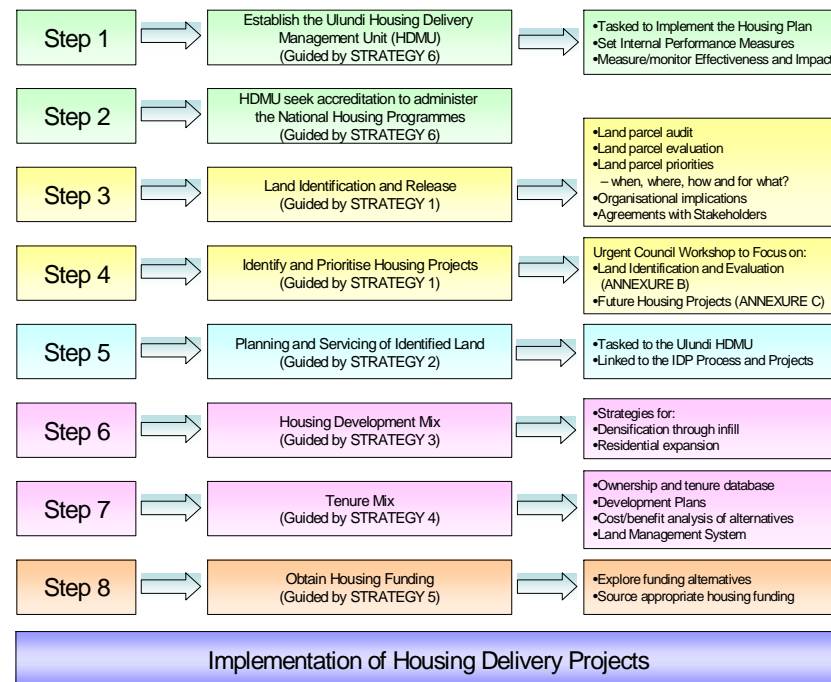 Step 1
Establish the Ulundi Housing Delivery
Management Unit (HDMU)
(Guided by STRATEGY 6)
•Tasked to Implement the Housing Plan
•Set Internal Performance Measures
•Measure/monitor Effectiveness and Impact
Step 2
HDMU seek accreditation to administer
the National Housing Programmes
(Guided by STRATEGY 6)
Step 3
Land Identification and Release
(Guided by STRATEGY 1)
•Land parcel audit
•Land parcel evaluation
•Land parcel priorities
– when, where, how and for what?
•Organisational implications
•Agreements with Stakeholders
Step 4
Identify and Prioritise Housing Projects
(Guided by STRATEGY 1)
Urgent Council Workshop to Focus on:
•Land Identification and Evaluation
(ANNEXURE B)
•Future Housing Projects (ANNEXURE C)
Step 5
Planning and Servicing of Identified Land
(Guided by STRATEGY 2)
•Tasked to the Ulundi HDMU
•Linked to the IDP Process and Projects
Step 6
Housing Development Mix
(Guided by STRATEGY 3)
•Strategies for:
•Densification through infill
•Residential expansion
Step 7
Tenure Mix
(Guided by STRATEGY 4)
•Ownership and tenure database
•Development Plans
•Cost/benefit analysis of alternatives
•Land Management System
Step 8
Obtain Housing Funding
(Guided by STRATEGY 5)
•Explore funding alternatives
•Source appropriate housing funding
Implementation of Housing Delivery Projects